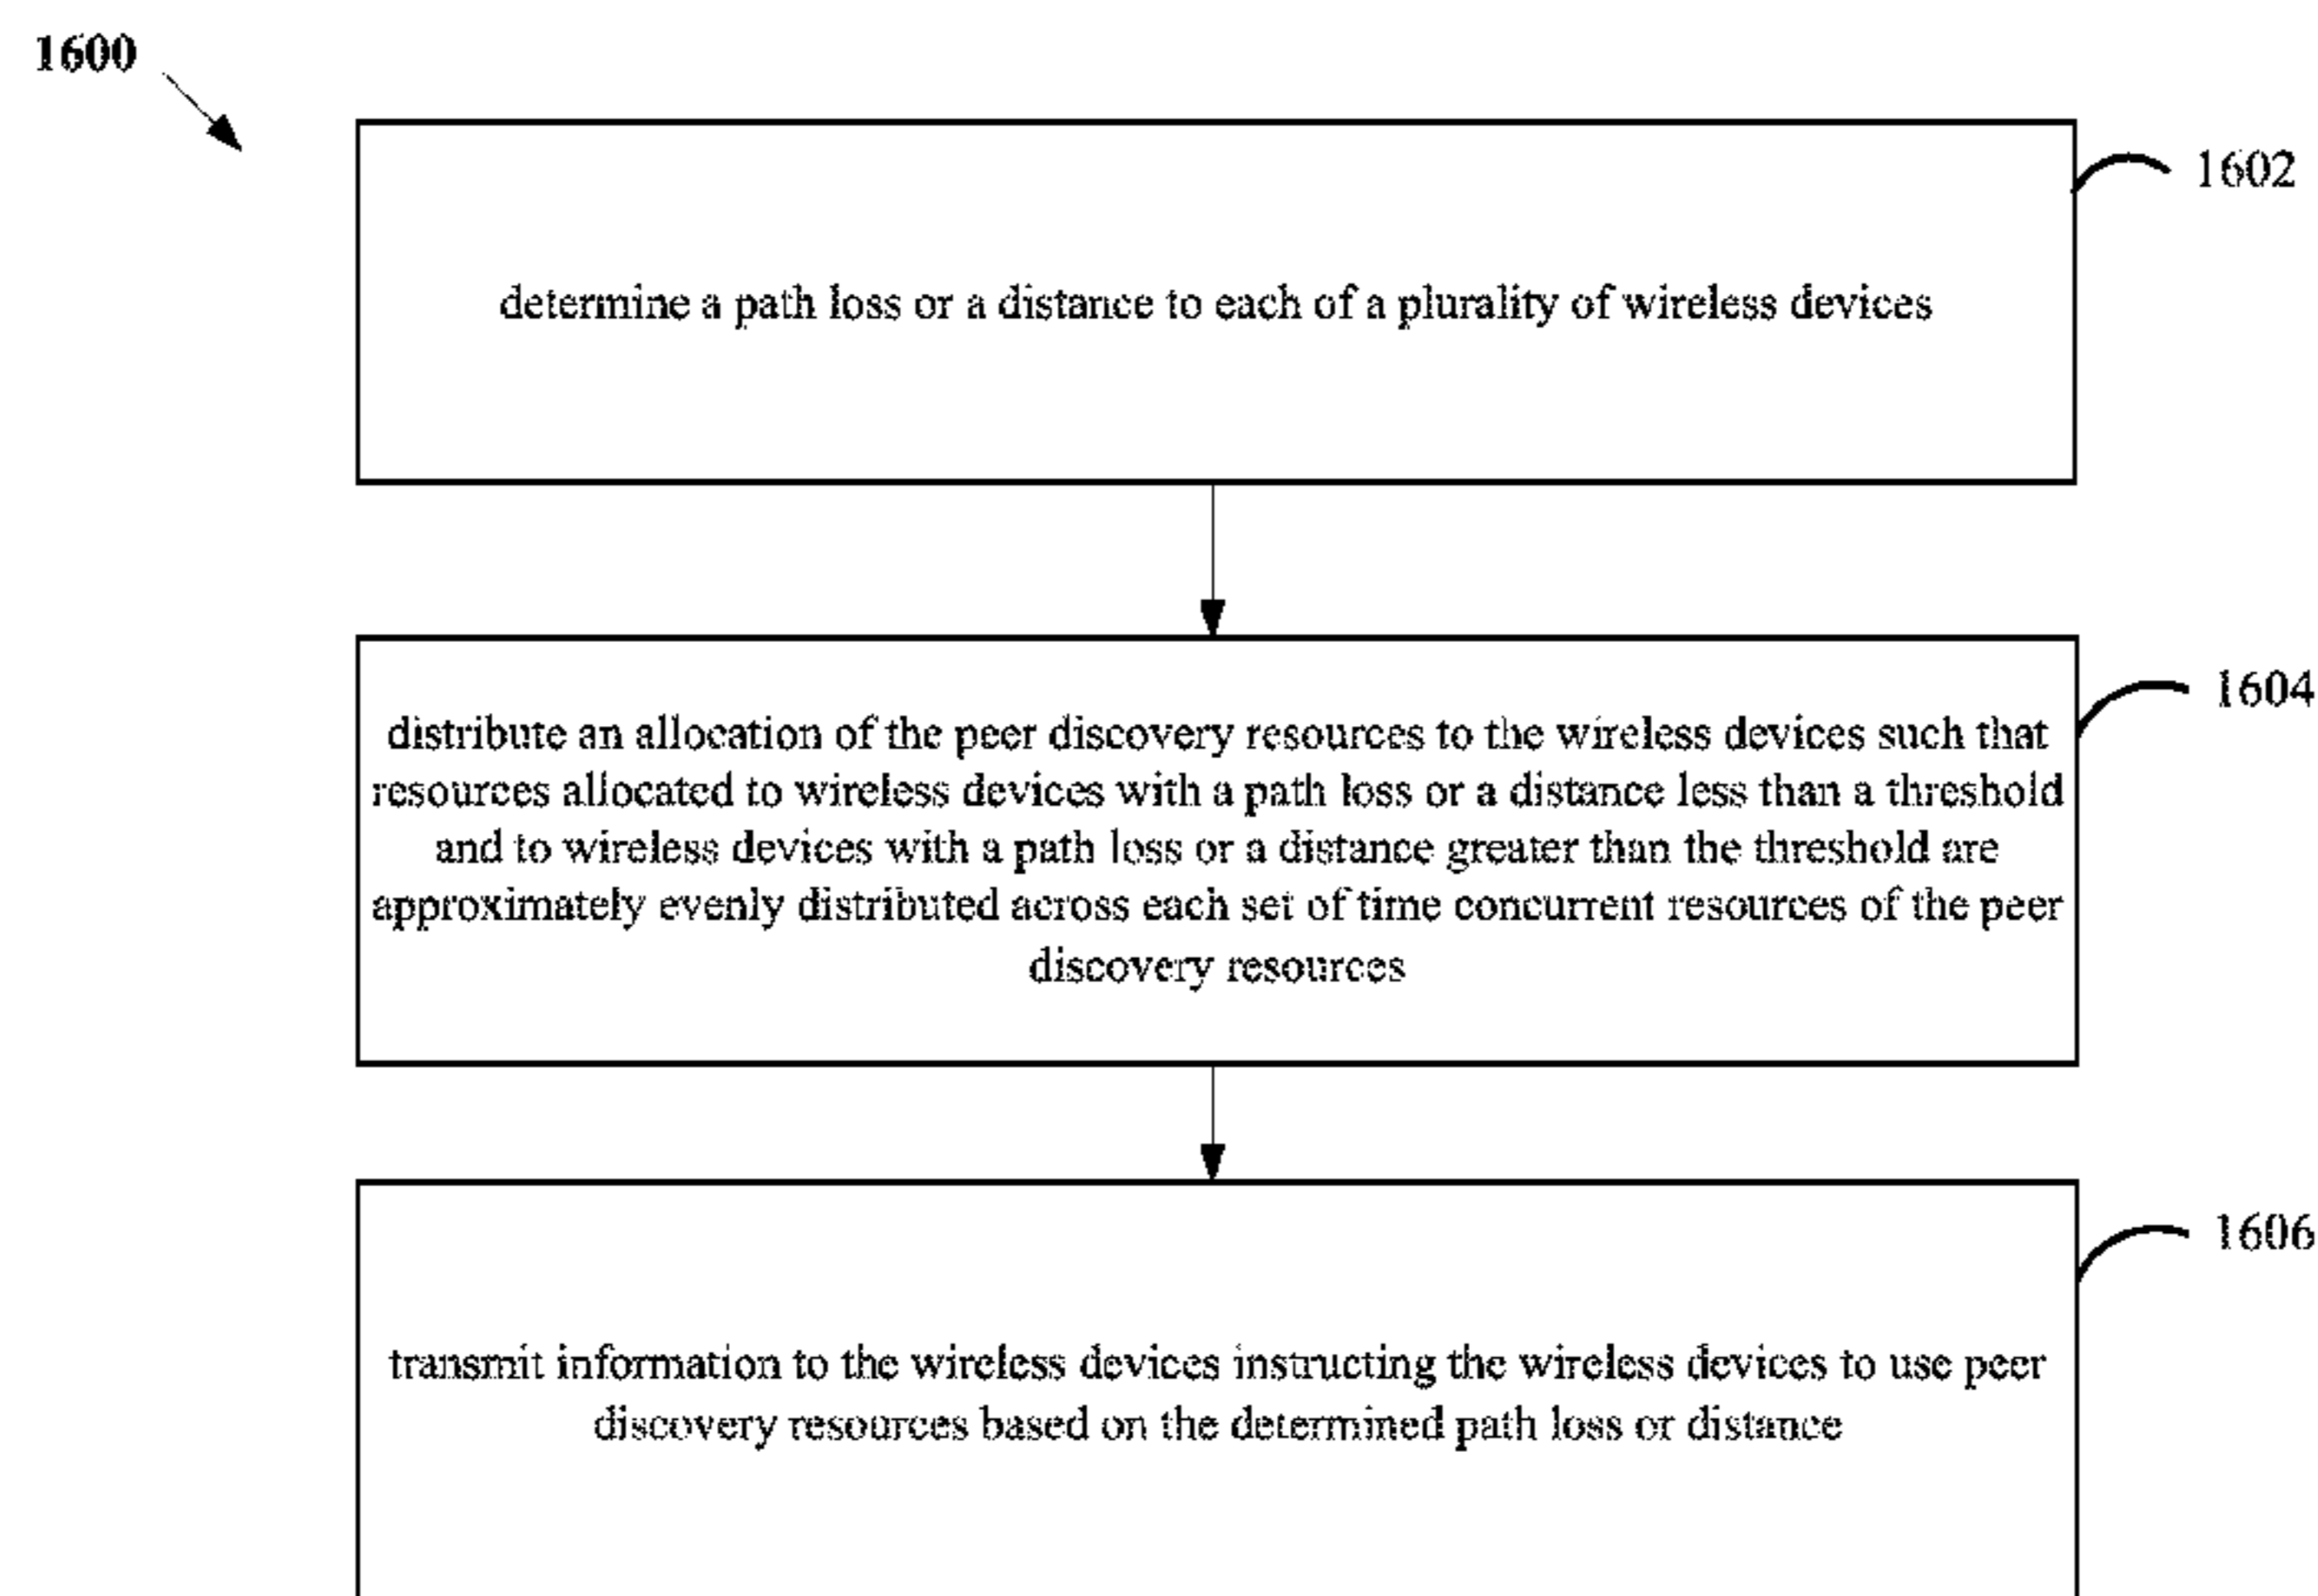 1600
1602
determine a path loss or a distance to each of a plurality of wireless devices
1604
distribute an allocation of the peer discovery resources to the wireless devices such that
resources allocated to wireless devices with a path loss or a distance less than a threshold
and to wireless devices with a path loss or a distance greater than the threshold are
approximately evenly distributed across each set of time concurrent resources of the peer
discovery resources
1606
transmit information to the wireless devices instructing the wireless devices to use peer
discovery resources based on the determined path loss or distance